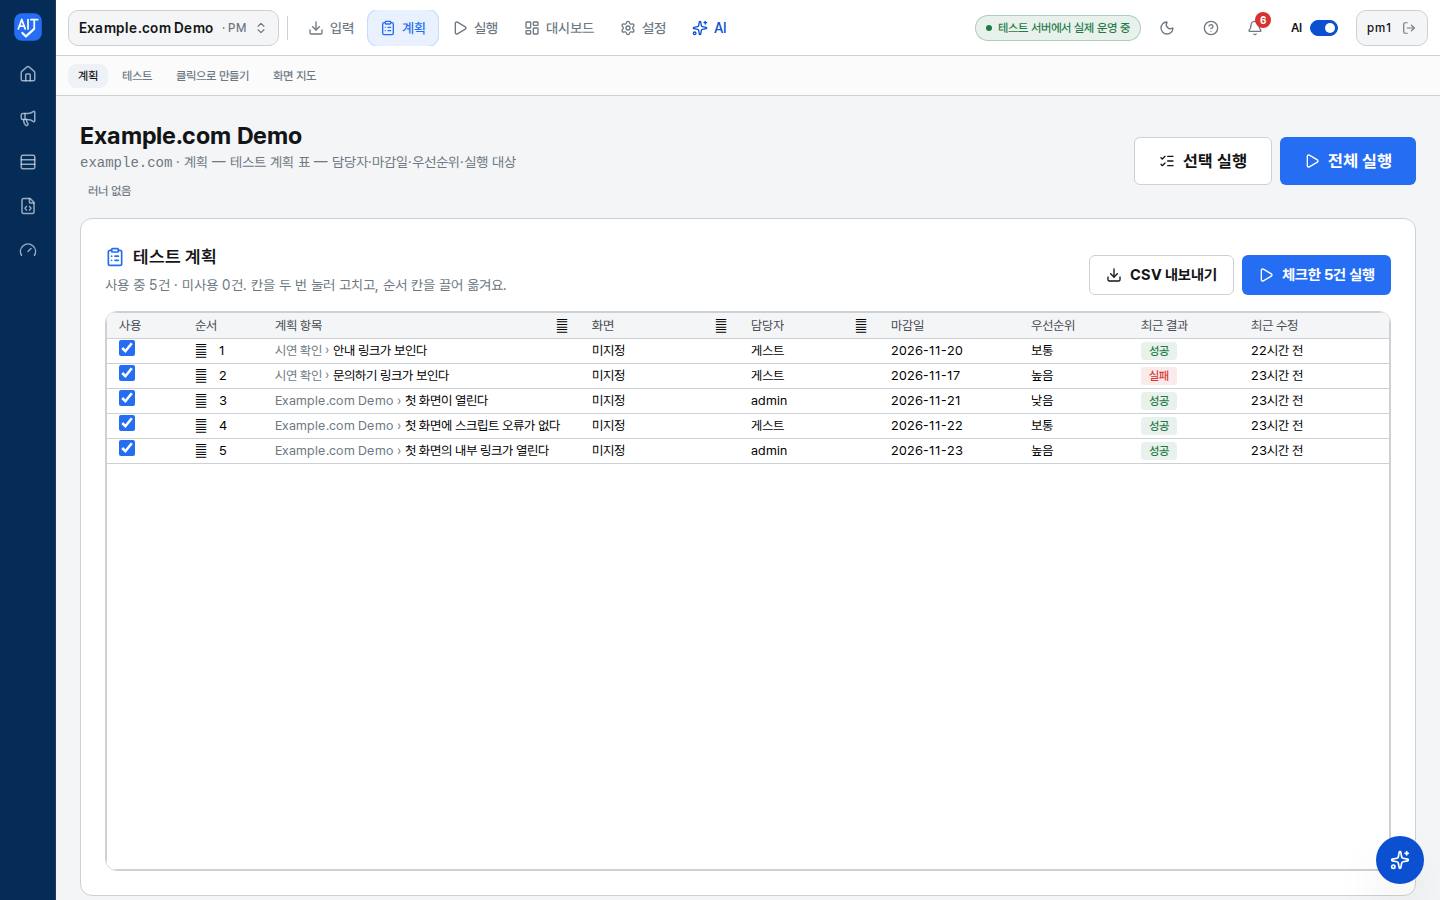 AIT
Example.com Demo · PM
입력
계획
실행
대시보드
설정
AI
테스트 서버에서 실제 운영 중
6
AI
pm1
계획
테스트
클릭으로 만들기
화면 지도
Example.com Demo
example.com · 계획 — 테스트 계획 표 — 담당자·마감일·우선순위·실행 대상
러너 없음
선택 실행
전체 실행
테스트 계획
사용 중 5건 · 미사용 0건. 칸을 두 번 눌러 고치고, 순서 칸을 끌어 옮겨요.
CSV 내보내기
체크한 5건 실행
사용 순서 계획 항목 화면 담당자 마감일 우선순위 최근 결과 최근 수정
1 시연 확인 › 안내 링크가 보인다 미지정 게스트 2026-11-20 보통 성공 22시간 전
2 시연 확인 › 문의하기 링크가 보인다 미지정 게스트 2026-11-17 높음 실패 23시간 전
3 Example.com Demo › 첫 화면이 열린다 미지정 admin 2026-11-21 낮음 성공 23시간 전
4 Example.com Demo › 첫 화면에 스크립트 오류가 없다 미지정 게스트 2026-11-22 보통 성공 23시간 전
5 Example.com Demo › 첫 화면의 내부 링크가 열린다 미지정 admin 2026-11-23 높음 성공 23시간 전